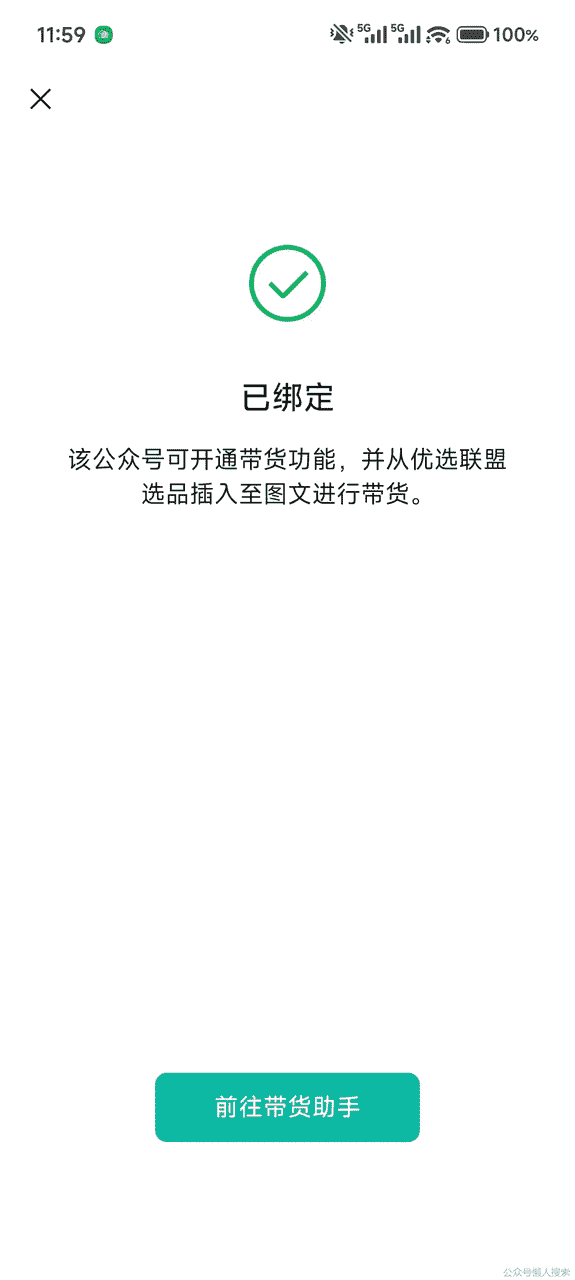 11:59
5G 5G 100%
已绑定
该公众号可开通带货功能，并从优选联盟
选品插入至图文进行带货。
前往带货助手
公众号懒人搜索